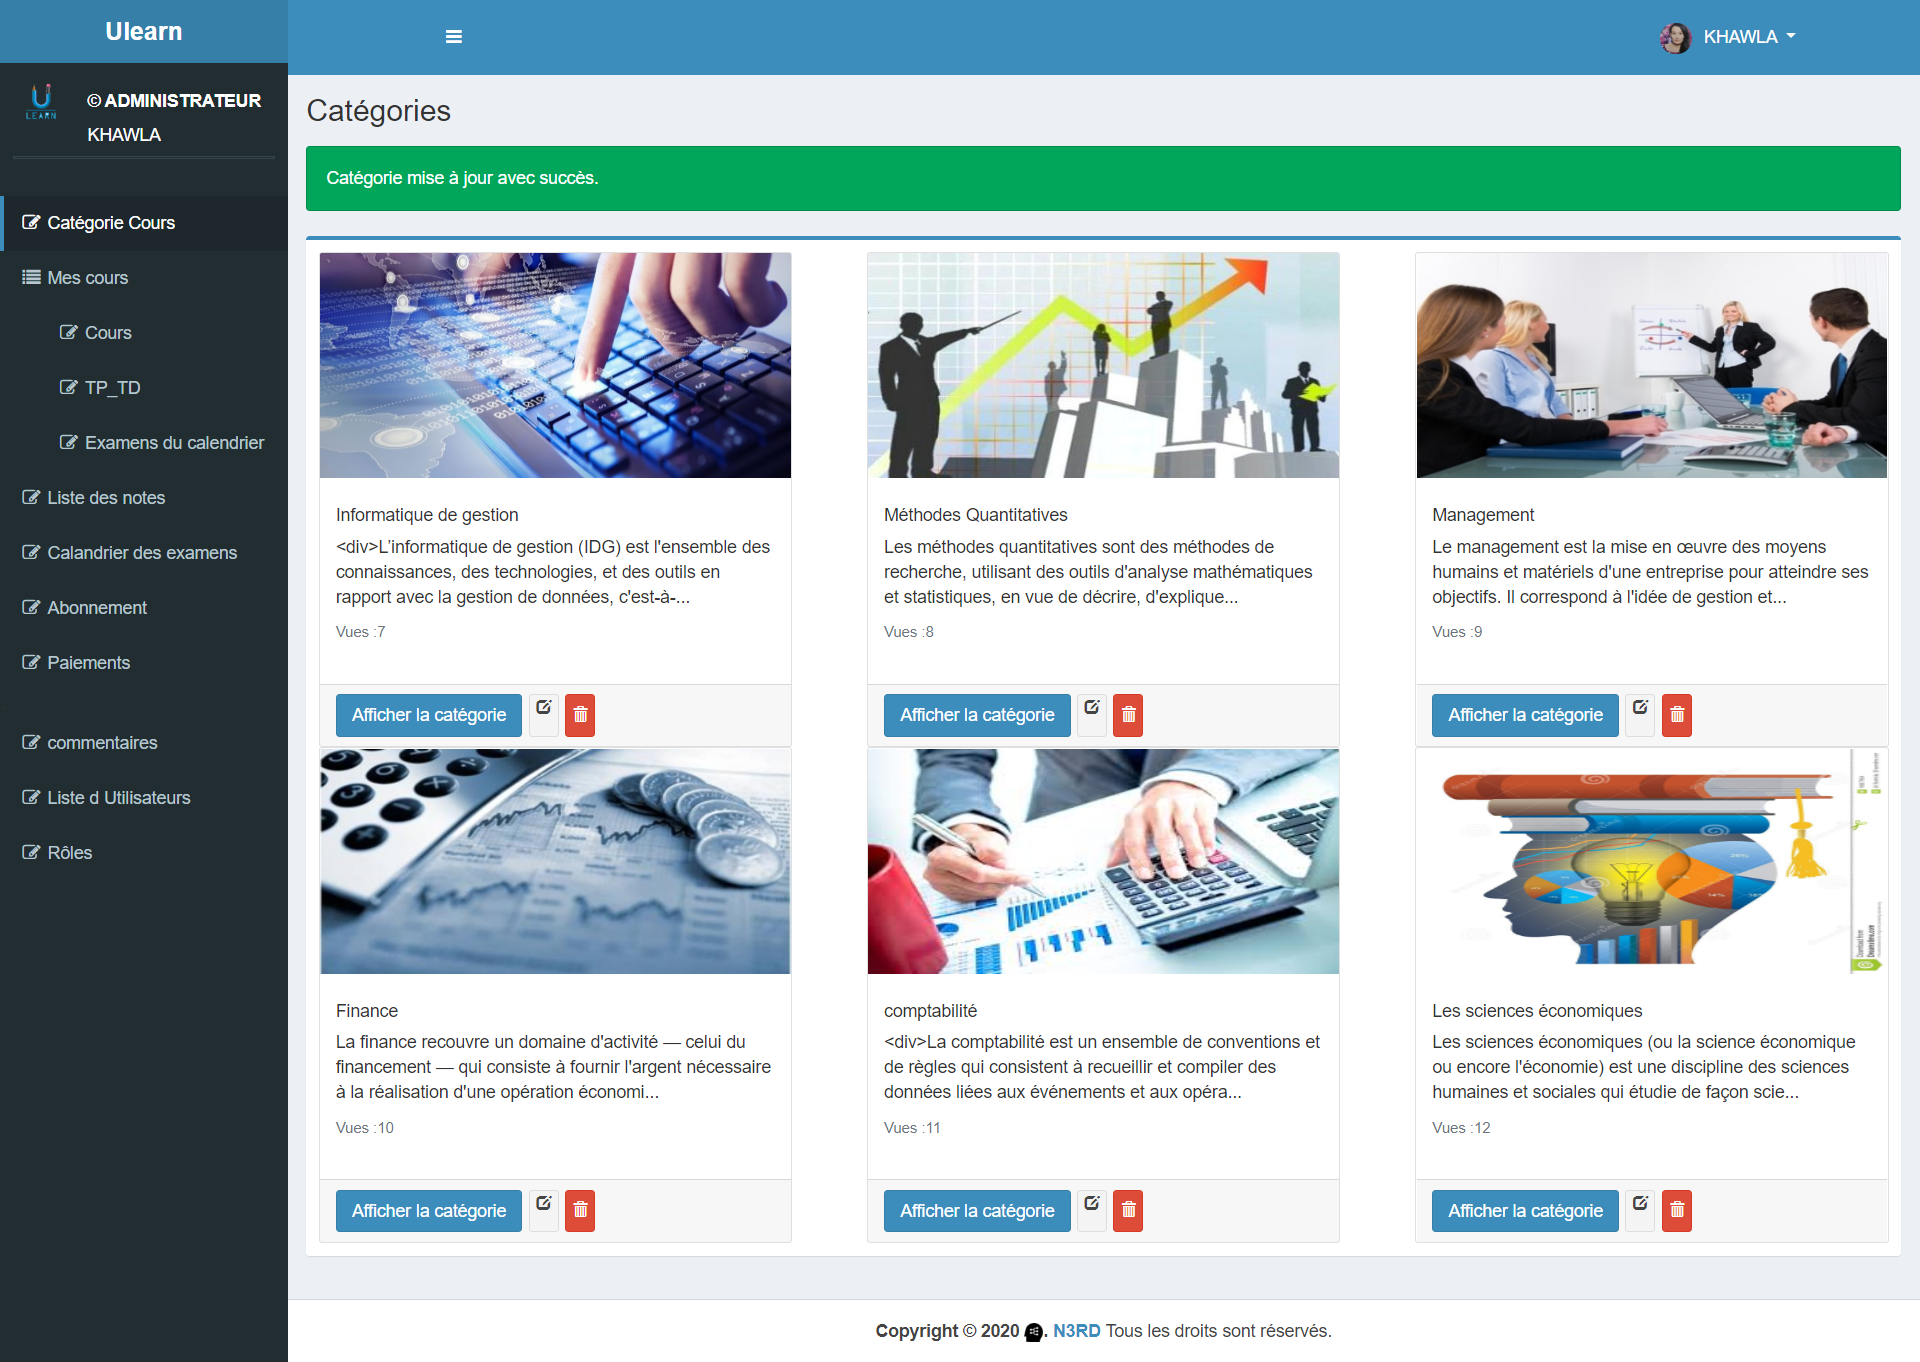 Ulearn
KHAWLA
LEARN
© ADMINISTRATEUR
KHAWLA
Catégorie Cours
Mes cours
Cours
TP_TD
Examens du calendrier
Liste des notes
Calandrier des examens
Abonnement
Paiements
commentaires
Liste d Utilisateurs
Rôles
Catégories
Catégorie mise à jour avec succès.
Informatique de gestion
<div>L'informatique de gestion (IDG) est l'ensemble des
connaissances, des technologies, et des outils en
rapport avec la gestion de données, c'est-à-...
Vues :7
Afficher la catégorie
Méthodes Quantitatives
Les méthodes quantitatives sont des méthodes de
recherche, utilisant des outils d'analyse mathématiques
et statistiques, en vue de décrire, d'explique...
Vues :8
Afficher la catégorie
Management
Le management est la mise en œuvre des moyens
humains et matériels d'une entreprise pour atteindre ses
objectifs. Il correspond à l'idée de gestion et...
Vues :9
Afficher la catégorie
Finance
La finance recouvre un domaine d'activité — celui du
financement — qui consiste à fournir l'argent nécessaire
à la réalisation d'une opération économi...
Vues :10
Afficher la catégorie
comptabilité
<div>La comptabilité est un ensemble de conventions et
de règles qui consistent à recueillir et compiler des
données liées aux événements et aux opéra...
Vues :11
Afficher la catégorie
Les sciences économiques
Les sciences économiques (ou la science économique
ou encore l'économie) est une discipline des sciences
humaines et sociales qui étudie de façon scie...
Vues :12
Afficher la catégorie
Copyright © 2020 . N3RD Tous les droits sont réservés.